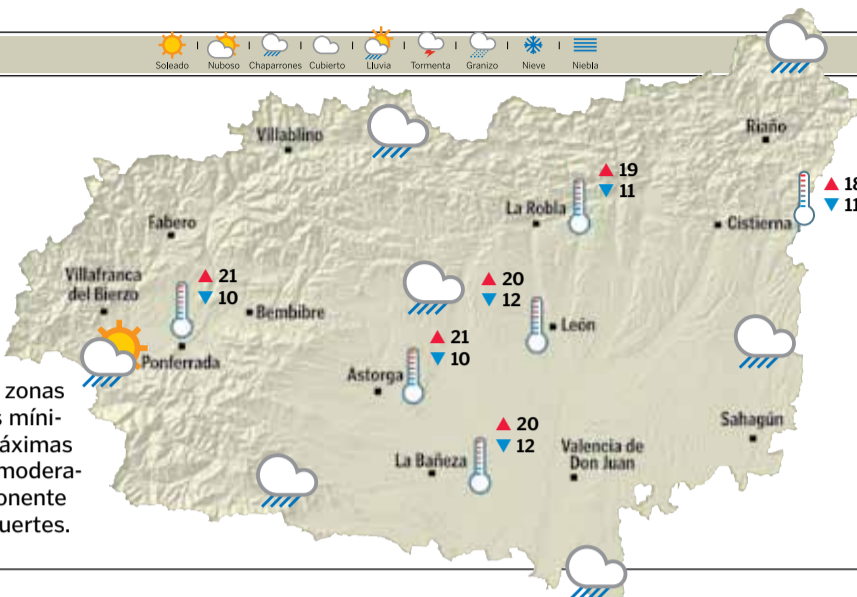 Soleado Nuboso Chaparrones Cubierto Lluvia Tormenta Granizo Nieve Niebla
Villablino
Riaño
19
11
La Robla
18
11
Cistierna
Fabero
Villafranca
del Bierzo
21
10
Bembibre
20
12
León
Ponferrada
21
10
Astorga
zonas
s míni-
áximas
modera-
onente
uertes.
20
12
La Bañeza
Valencia de
Don Juan
Sahagún